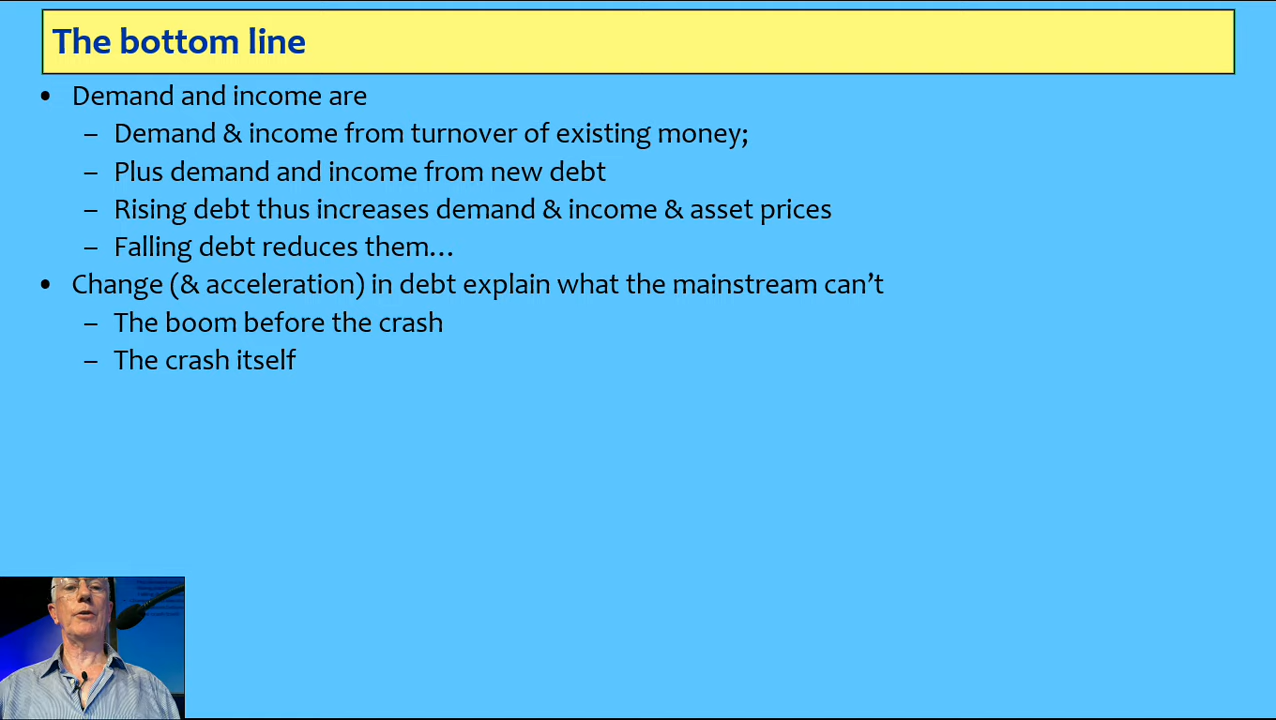 The bottom line
• Demand and income are
– Demand & income from turnover of existing money;
– Plus demand and income from new debt
– Rising debt thus increases demand & income & asset prices
– Falling debt reduces them…
• Change (& acceleration) in debt explain what the mainstream can’t
– The boom before the crash
– The crash itself